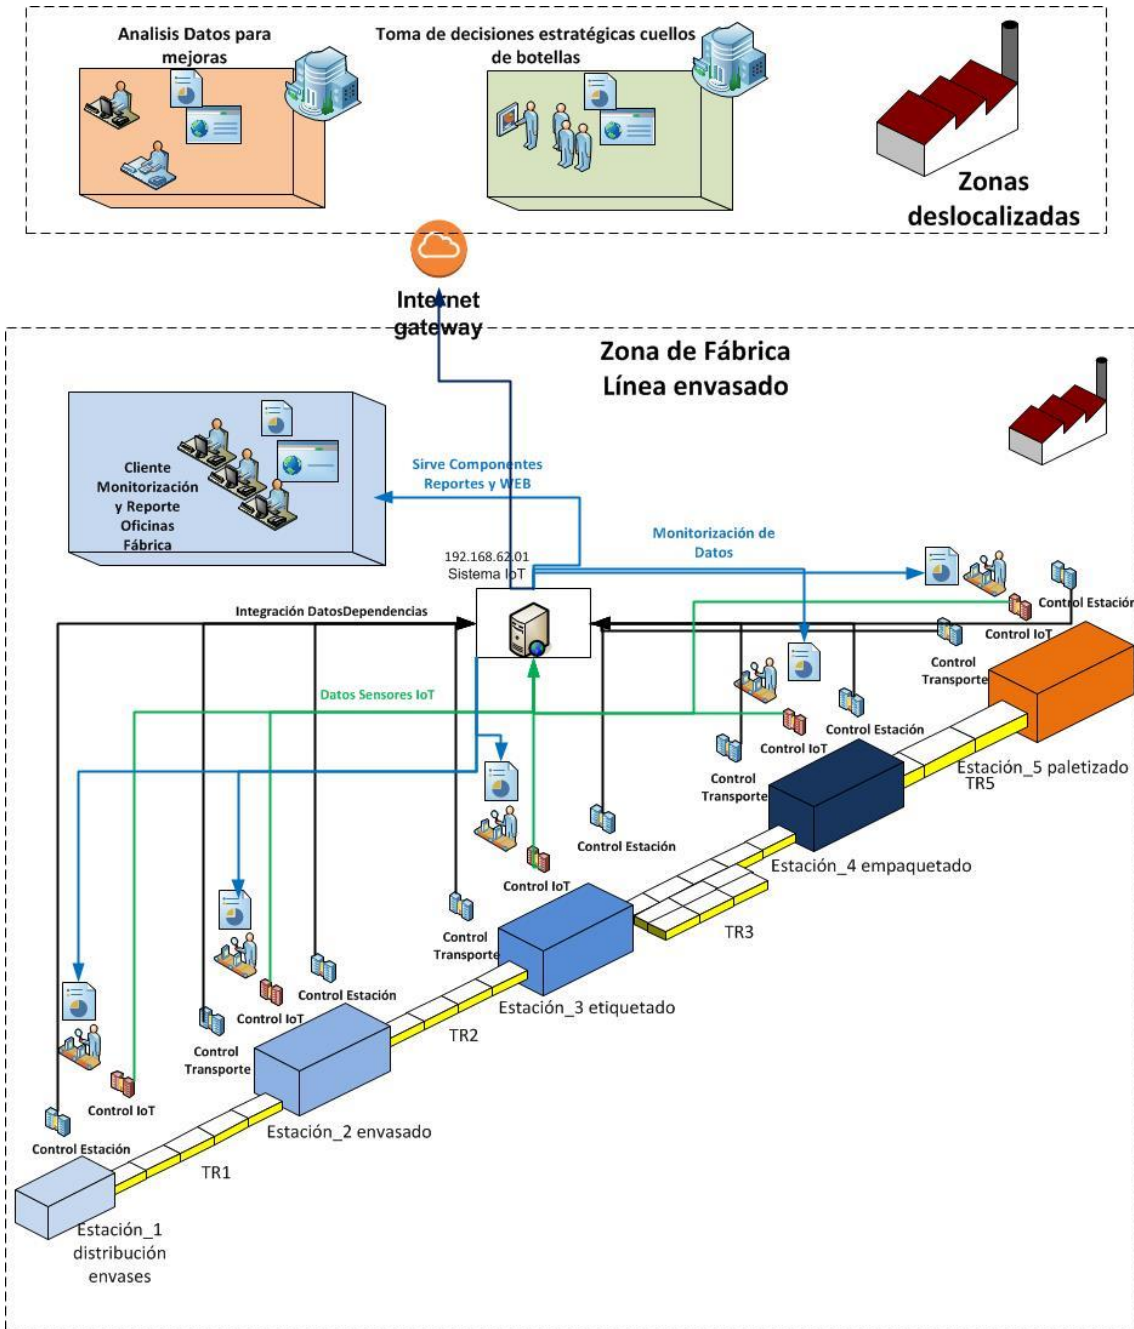 Analisis Datos para
mejoras
Toma de decisiones estratégicas cuellos
de botellas
Zonas
deslocalizadas
Internet
gateway
Zona de Fábrica
Línea envasado
Cliente
Monitorización
y Reporte
Oficinas
Fábrica
Sirve Componentes
Reportes y WEB
Monitorización de
Datos
192.168.62.01
Sistema IoT
Integración DatosDependencias
Control Estación
Control IoT
Control
Transporte
Datos Sensores IoT
Control Estación
Control IoT
Control
Transporte
Estación_5 paletizado
TR5
Control Estación
Estación_4 empaquetado
Control IoT
TR3
Control
Transporte
Estación_3 etiquetado
Control Estación
Control IoT
TR2
Control
Transporte
Estación_2 envasado
Control IoT
Control Estación
TR1
Estación_1
distribución
envases